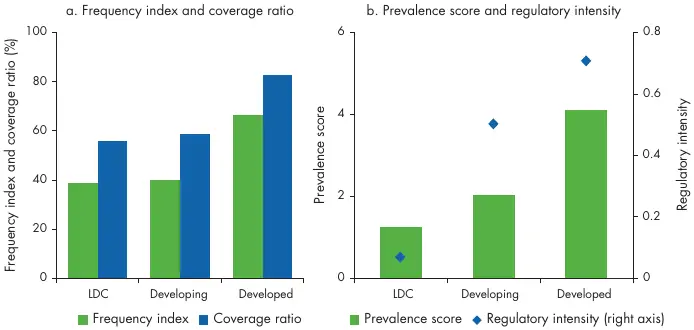 a. Frequency index and coverage ratio
Frequency index and coverage ratio (%)
100
80
60
40
20
0
LDC Developing Developed
Frequency index Coverage ratio
b. Prevalence score and regulatory intensity
Prevalence score
6
4
2
0
0.8
0.6
0.4
0.2
0
Regulatory intensity
LDC Developing Developed
Prevalence score Regulatory intensity (right axis)